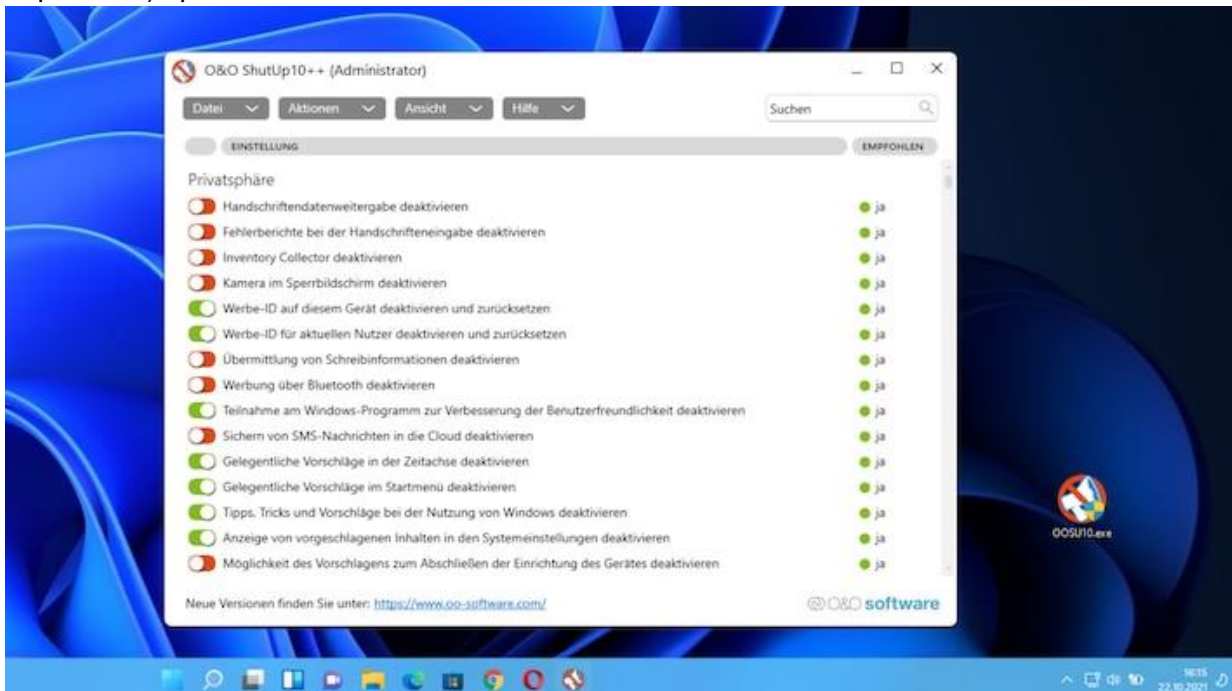 O&O ShutUp10++ (Administrator)
Datei Aktionen Ansicht Hilfe Suchen
EINSTELLUNG EMPFOHLEN
Privatsphäre
Handschriftendatenweitergabe deaktivieren ja
Fehlerberichte bei der Handschrifteneingabe deaktivieren ja
Inventory Collector deaktivieren ja
Kamera im Sperrbildschirm deaktivieren ja
Werbe-ID auf diesem Gerät deaktivieren und zurücksetzen ja
Werbe-ID für aktuellen Nutzer deaktivieren und zurücksetzen ja
Übermittlung von Schreibinformationen deaktivieren ja
Werbung über Bluetooth deaktivieren ja
Teilnahme am Windows-Programm zur Verbesserung der Benutzerfreundlichkeit deaktivieren ja
Sichern von SMS-Nachrichten in die Cloud deaktivieren ja
Gelegentliche Vorschläge in der Zeitachse deaktivieren ja
Gelegentliche Vorschläge im Startmenü deaktivieren ja
Tipps, Tricks und Vorschläge bei der Nutzung von Windows deaktivieren ja
Anzeige von vorgeschlagenen Inhalten in den Systemeinstellungen deaktivieren ja
Möglichkeit des Vorschlagens zum Abschließen der Einrichtung des Gerätes deaktivieren ja
OOSU10.exe
Neue Versionen finden Sie unter: https://www.oo-software.com/
O&O software
16:15
22.10.2021